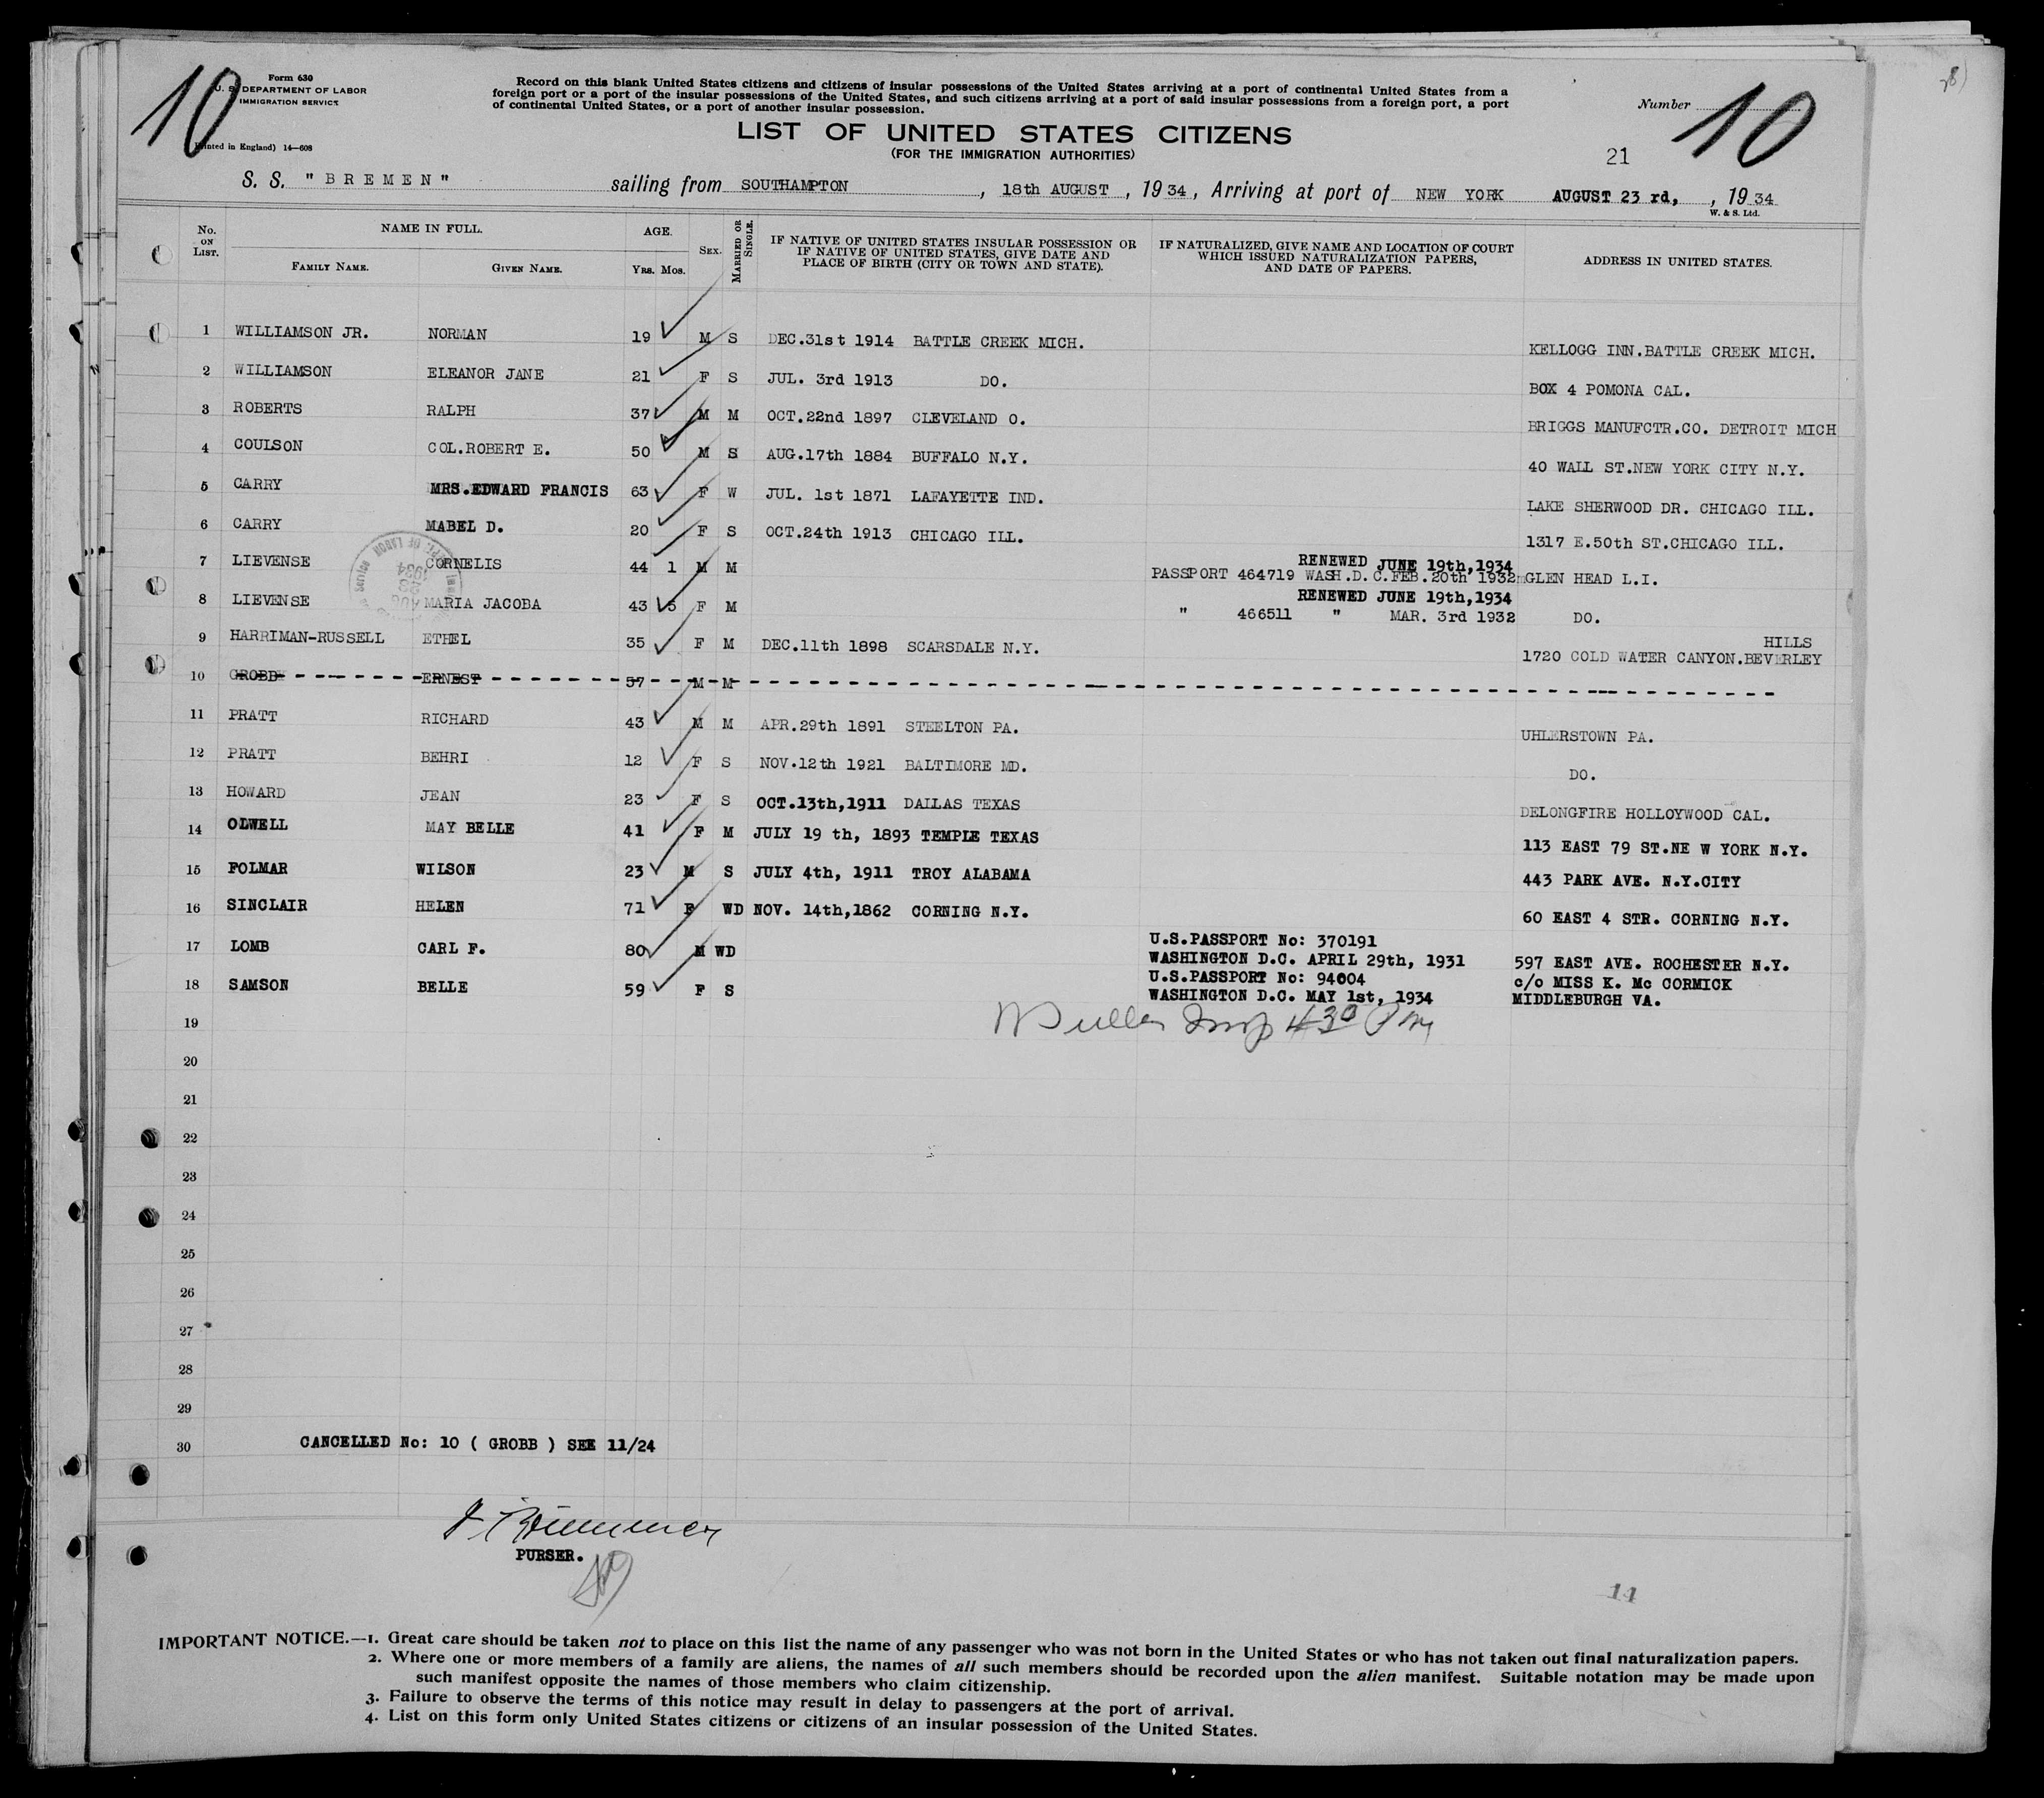 10
Form 630
U. S. DEPARTMENT OF LABOR
IMMIGRATION SERVICE
(Printed in England) 14—608
Record on this blank United States citizens and citizens of insular possessions of the United States arriving at a port of continental United States from a
foreign port or a port of the insular possessions of the United States, and such citizens arriving at a port of said insular possessions from a foreign port, a port
of continental United States, or a port of another insular possession.
Number 10
LIST OF UNITED STATES CITIZENS
(FOR THE IMMIGRATION AUTHORITIES)
21
S. S. "BREMEN" sailing from SOUTHAMPTON, 18th AUGUST, 1934, Arriving at port of NEW YORK AUGUST 23 rd, , 1934
W. & S. Ltd.
No. ON LIST. NAME IN FULL. AGE. SEX. MARRIED OR SINGLE. IF NATIVE OF UNITED STATES INSULAR POSSESSION OR IF NATIVE OF UNITED STATES, GIVE DATE AND PLACE OF BIRTH (CITY OR TOWN AND STATE). IF NATURALIZED, GIVE NAME AND LOCATION OF COURT WHICH ISSUED NATURALIZATION PAPERS, AND DATE OF PAPERS. ADDRESS IN UNITED STATES.
FAMILY NAME. GIVEN NAME. YRS. MOS.
1 WILLIAMSON JR. NORMAN 19 M S DEC.31st 1914 BATTLE CREEK MICH. KELLOGG INN.BATTLE CREEK MICH.
2 WILLIAMSON ELEANOR JANE 21 F S JUL. 3rd 1913 DO. BOX 4 POMONA CAL.
3 ROBERTS RALPH 37 M M OCT.22nd 1897 CLEVELAND O. BRIGGS MANUFCTR.CO. DETROIT MICH
4 COULSON COL.ROBERT E. 50 M S AUG.17th 1884 BUFFALO N.Y. 40 WALL ST.NEW YORK CITY N.Y.
5 CARRY MRS.EDWARD FRANCIS 63 F W JUL. 1st 1871 LAFAYETTE IND. LAKE SHERWOOD DR. CHICAGO ILL.
6 CARRY MABEL D. 20 F S OCT.24th 1913 CHICAGO ILL. 1317 E.50th ST.CHICAGO ILL.
RENEWED JUNE 19th,1934
7 LIEVENSE CORNELIS 44 1 M M PASSPORT 464719 WASH.D.C.FEB.20th 1932 GLEN HEAD L.I.
RENEWED JUNE 19th,1934
8 LIEVENSE MARIA JACOBA 43 5 F M " 466511 " MAR. 3rd 1932 DO.
HILLS
9 HARRIMAN-RUSSELL ETHEL 35 F M DEC.11th 1898 SCARSDALE N.Y. 1720 COLD WATER CANYON.BEVERLEY
10 GROBB ERNEST 57 M M
11 PRATT RICHARD 43 M M APR.29th 1891 STEELTON PA. UHLERSTOWN PA.
12 PRATT BEHRI 12 F S NOV.12th 1921 BALTIMORE MD. DO.
13 HOWARD JEAN 23 F S OCT.13th,1911 DALLAS TEXAS DELONGFIRE HOLLOYWOOD CAL.
14 OLWELL MAY BELLE 41 F M JULY 19 th, 1893 TEMPLE TEXAS 113 EAST 79 ST.NE W YORK N.Y.
15 FOLMAR WILSON 23 M S JULY 4th, 1911 TROY ALABAMA 443 PARK AVE. N.Y.CITY
16 SINCLAIR HELEN 71 F WD NOV. 14th,1862 CORNING N.Y. 60 EAST 4 STR. CORNING N.Y.
U.S.PASSPORT No: 370191
17 LOMB CARL F. 80 M WD WASHINGTON D.C. APRIL 29th, 1931 597 EAST AVE. ROCHESTER N.Y.
U.S.PASSPORT No: 94004 c/o MISS K. Mc CORMICK
18 SAMSON BELLE 59 F S WASHINGTON D.C. MAY 1st, 1934 MIDDLEBURGH VA.
19
20
21
22
23
24
25
26
27
28
29
30 CANCELLED No: 10 ( GROBB ) SEE 11/24
PURSER.
11
IMPORTANT NOTICE.—1. Great care should be taken not to place on this list the name of any passenger who was not born in the United States or who has not taken out final naturalization papers.
2. Where one or more members of a family are aliens, the names of all such members should be recorded upon the alien manifest. Suitable notation may be made upon
such manifest opposite the names of those members who claim citizenship.
3. Failure to observe the terms of this notice may result in delay to passengers at the port of arrival.
4. List on this form only United States citizens or citizens of an insular possession of the United States.